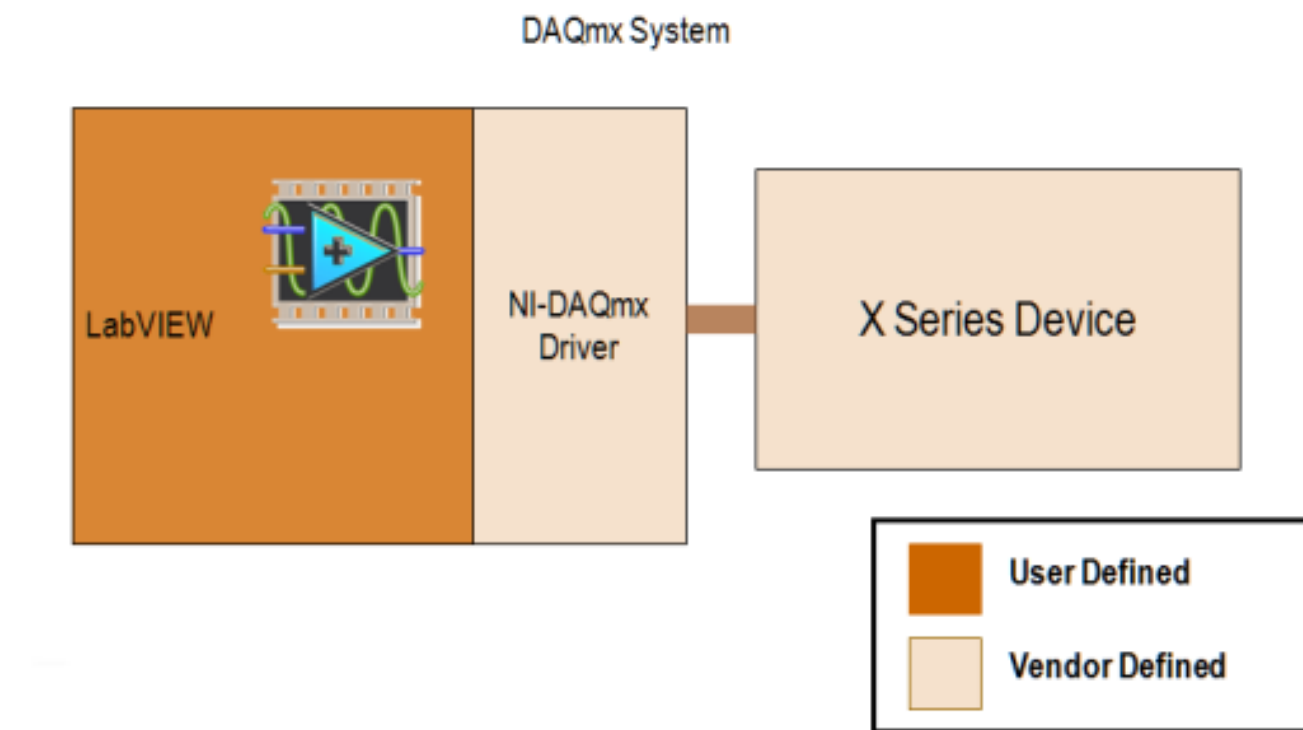 DAQmx System
LabVIEW
NI-DAQmx
Driver
X Series Device
User Defined
Vendor Defined